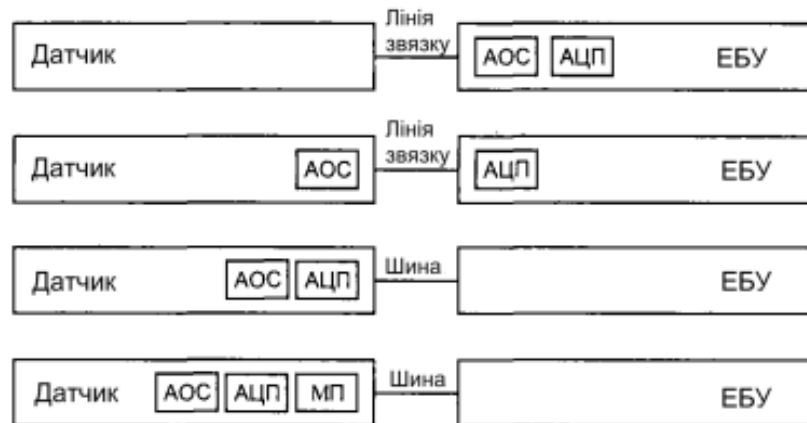 Лінія
звязку
Датчик АОС АЦП ЕБУ
Лінія
звязку
Датчик АОС АЦП ЕБУ
Шина
Датчик АОС АЦП ЕБУ
Шина
Датчик АОС АЦП МП ЕБУ